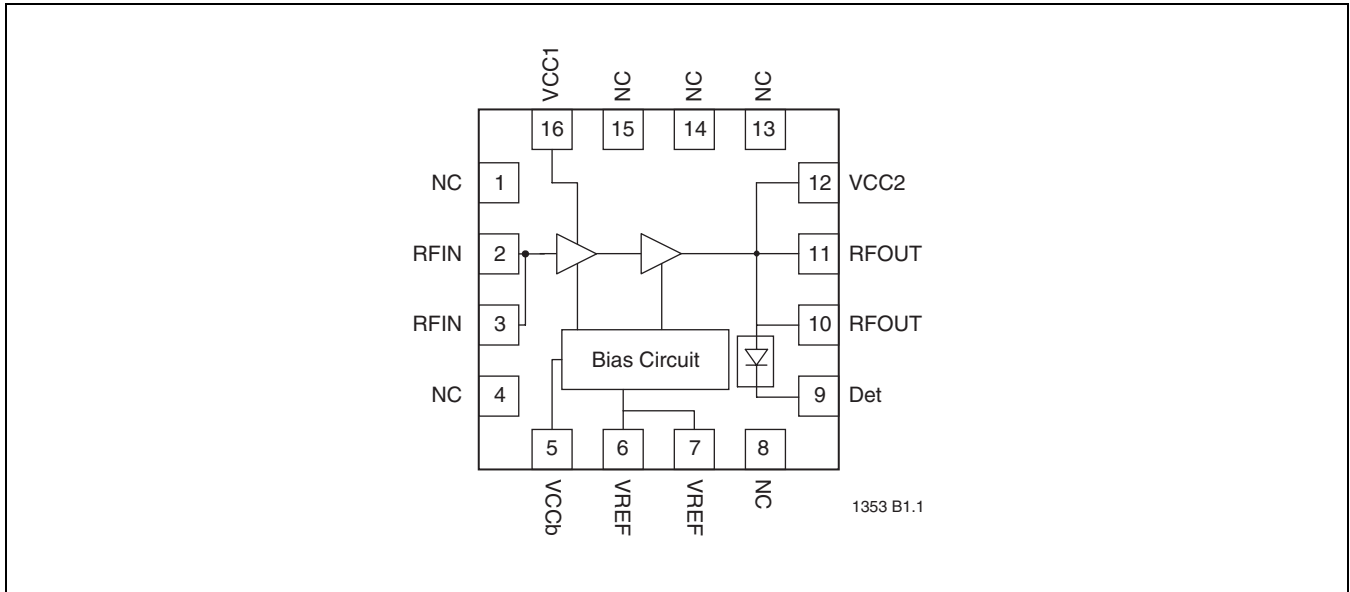 VCC1
NC
NC
NC
16
15
14
13
NC
1
12
VCC2
RFIN
2
11
RFOUT
RFIN
3
10
RFOUT
Bias Circuit
NC
4
9
Det
5
6
7
8
VCCb
VREF
VREF
NC
1353 B1.1